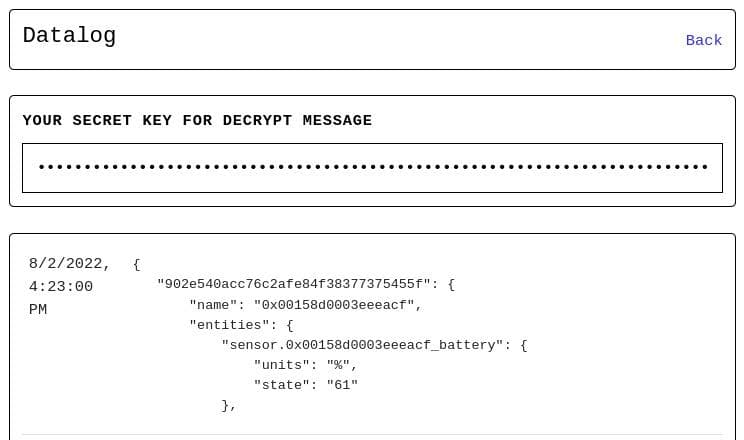 Datalog
Back
YOUR SECRET KEY FOR DECRYPT MESSAGE
8/2/2022,
4:23:00
PM
{
"902e540acc76c2afe84f38377375455f": {
"name": "0x00158d0003eeeacf",
"entities": {
"sensor.0x00158d0003eeeacf_battery": {
"units": "%",
"state": "61"
},